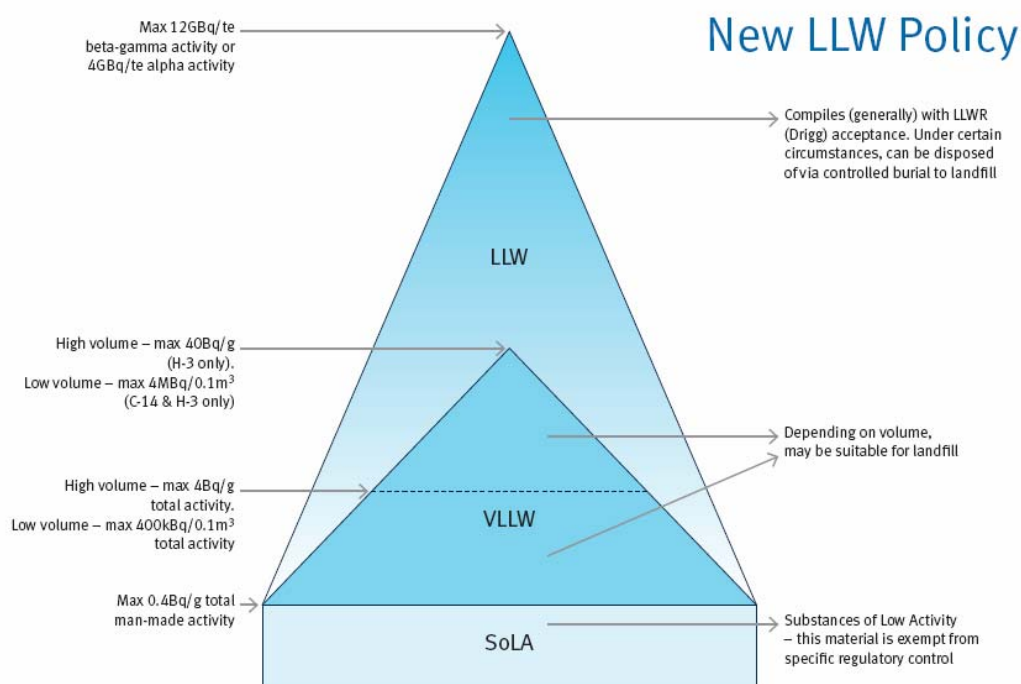 New LLW Policy
Max 12GBq/te
beta-gamma activity or
4GBq/te alpha activity
Compiles (generally) with LLWR
(Drigg) acceptance. Under certain
circumstances, can be disposed
of via controlled burial to landfill
LLW
High volume – max 40Bq/g
(H-3 only).
Low volume – max 4MBq/0.1m³
(C-14 & H-3 only)
Depending on volume,
may be suitable for landfill
High volume – max 4Bq/g
total activity.
Low volume – max 400kBq/0.1m³
total activity
VLLW
Max 0.4Bq/g total
man-made activity
SoLA
Substances of Low Activity
– this material is exempt from
specific regulatory control